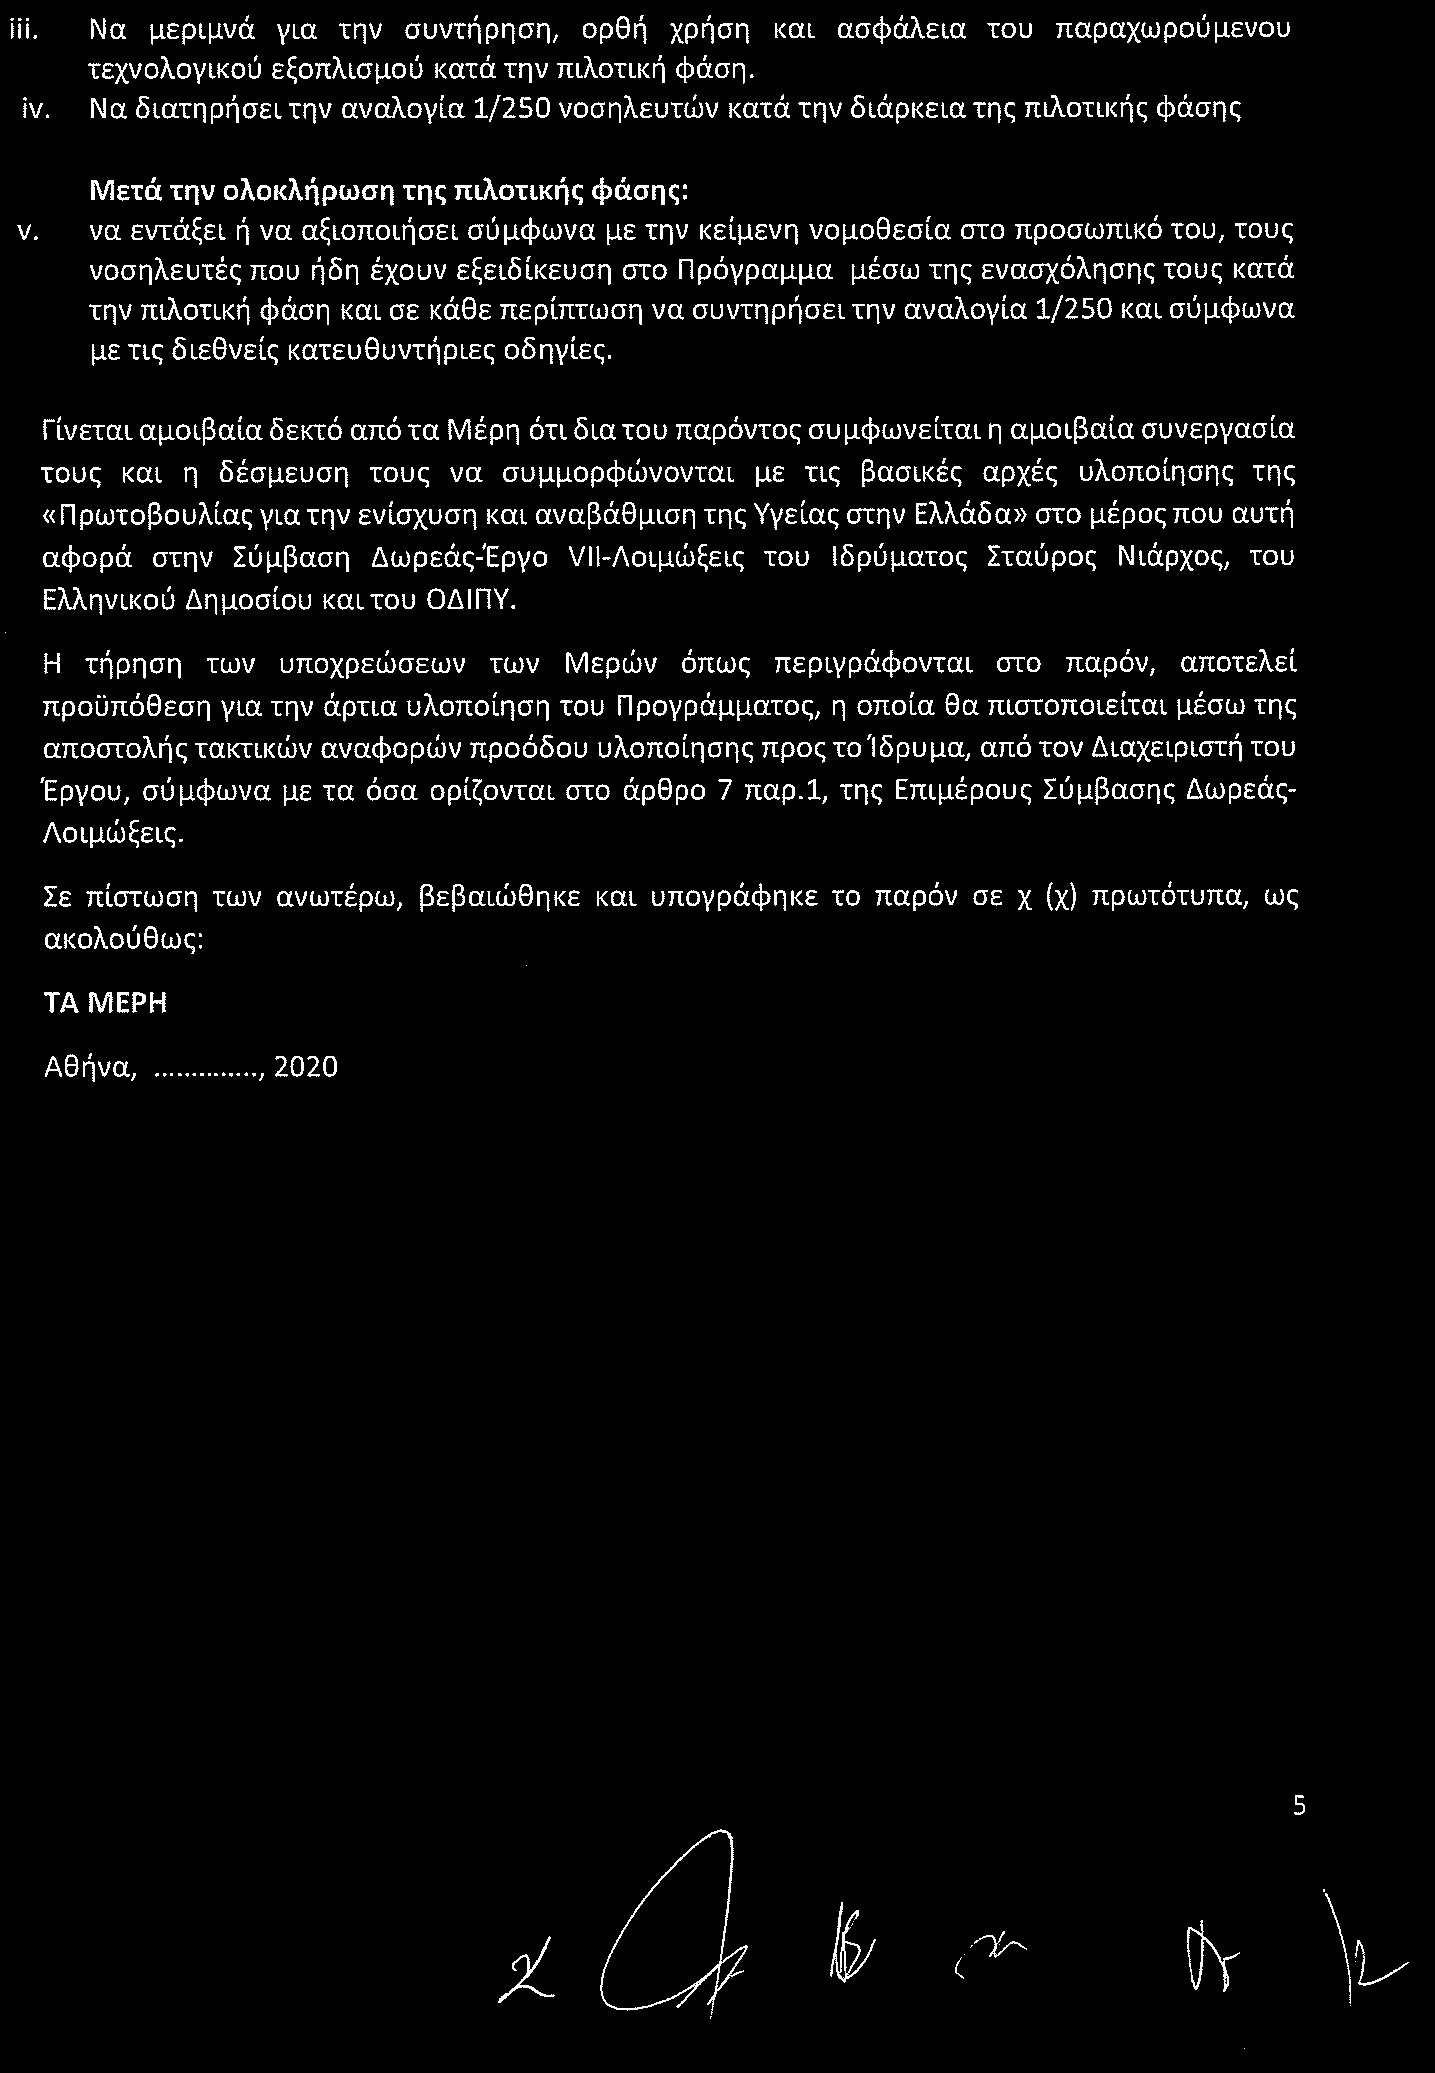 iii. Να μεριμνά για την συντήρηση, ορθή χρήση και ασφάλεια του παραχωρούμενου
τεχνολογικού εξοπλισμού κατά την πιλοτική φάση.
iv. Να διατηρήσει την αναλογία 1/250 νοσηλευτών κατά την διάρκεια της πιλοτικής φάσης
Μετά την ολοκλήρωση της πιλοτικής φάσης:
v. να εντάξει ή να αξιοποιήσει σύμφωνα με την κείμενη νομοθεσία στο προσωπικό του, τους
νοσηλευτές που ήδη έχουν εξειδίκευση στο Πρόγραμμα μέσω της ενασχόλησης τους κατά
την πιλοτική φάση και σε κάθε περίπτωση να συντηρήσει την αναλογία 1/250 και σύμφωνα
με τις διεθνείς κατευθυντήριες οδηγίες.
Γίνεται αμοιβαία δεκτό από τα Μέρη ότι δια του παρόντος συμφωνείται η αμοιβαία συνεργασία
τους και η δέσμευση τους να συμμορφώνονται με τις βασικές αρχές υλοποίησης της
«Πρωτοβουλίας για την ενίσχυση και αναβάθμιση της Υγείας στην Ελλάδα» στο μέρος που αυτή
αφορά στην Σύμβαση Δωρεάς-Έργο VII-Λοιμώξεις του Ιδρύματος Σταύρος Νιάρχος, του
Ελληνικού Δημοσίου και του ΟΔΙΠΥ.
Η τήρηση των υποχρεώσεων των Μερών όπως περιγράφονται στο παρόν, αποτελεί
προϋπόθεση για την άρτια υλοποίηση του Προγράμματος, η οποία θα πιστοποιείται μέσω της
αποστολής τακτικών αναφορών προόδου υλοποίησης προς το Ίδρυμα, από τον Διαχειριστή του
Έργου, σύμφωνα με τα όσα ορίζονται στο άρθρο 7 παρ.1, της Επιμέρους Σύμβασης Δωρεάς-
Λοιμώξεις.
Σε πίστωση των ανωτέρω, βεβαιώθηκε και υπογράφηκε το παρόν σε χ (χ) πρωτότυπα, ως
ακολούθως:
ΤΑ ΜΕΡΗ
Αθήνα, .............., 2020
5